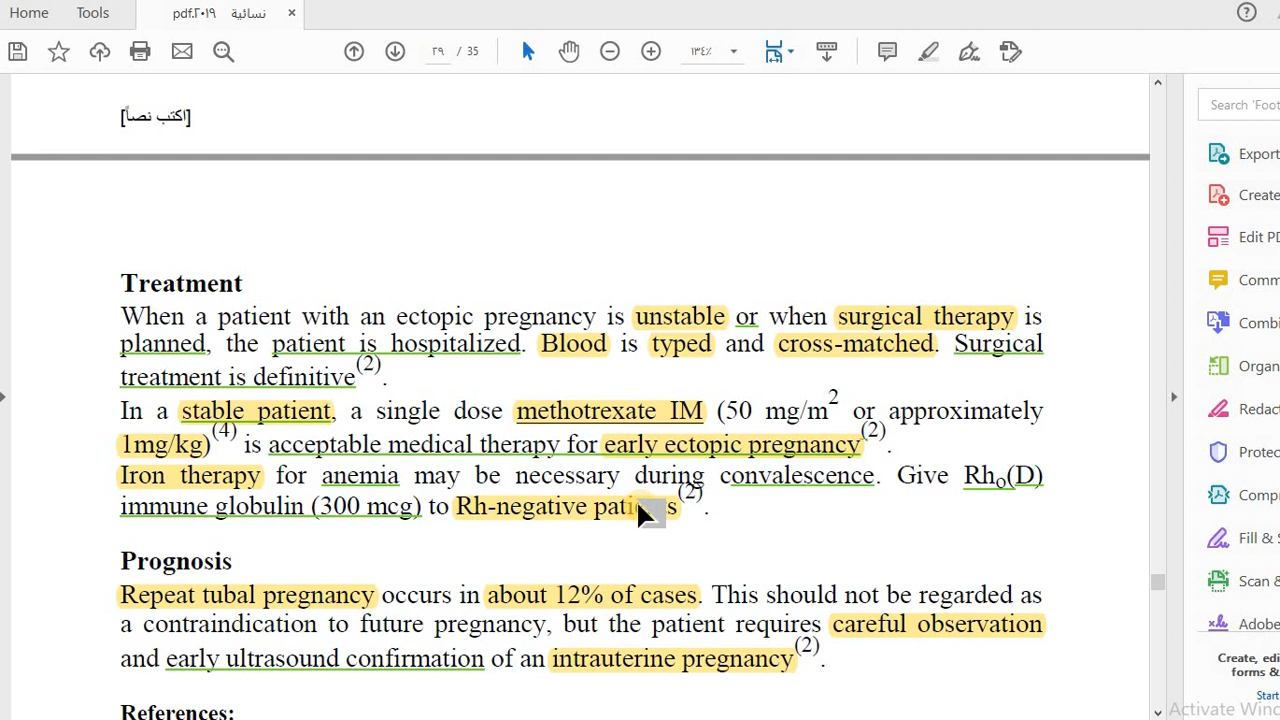 Home Tools نسائية ٢٠١٩.pdf ×
٢٩ / 35 ١٣٤٪
[اكتب نصاً]
Search 'Foot
Treatment
When a patient with an ectopic pregnancy is unstable or when surgical therapy is
planned, the patient is hospitalized. Blood is typed and cross-matched. Surgical
treatment is definitive(2).
In a stable patient, a single dose methotrexate IM (50 mg/m2 or approximately
1mg/kg)(4) is acceptable medical therapy for early ectopic pregnancy(2).
Iron therapy for anemia may be necessary during convalescence. Give Rho(D)
immune globulin (300 mcg) to Rh-negative pati s(2).
Prognosis
Repeat tubal pregnancy occurs in about 12% of cases. This should not be regarded as
a contraindication to future pregnancy, but the patient requires careful observation
and early ultrasound confirmation of an intrauterine pregnancy(2).
References:
Export
Create
Edit PD
Comm
Combi
Organ
Redact
Protec
Compr
Fill & S
Scan &
Adobe
Create, edi
forms &
Start
Activate Winc